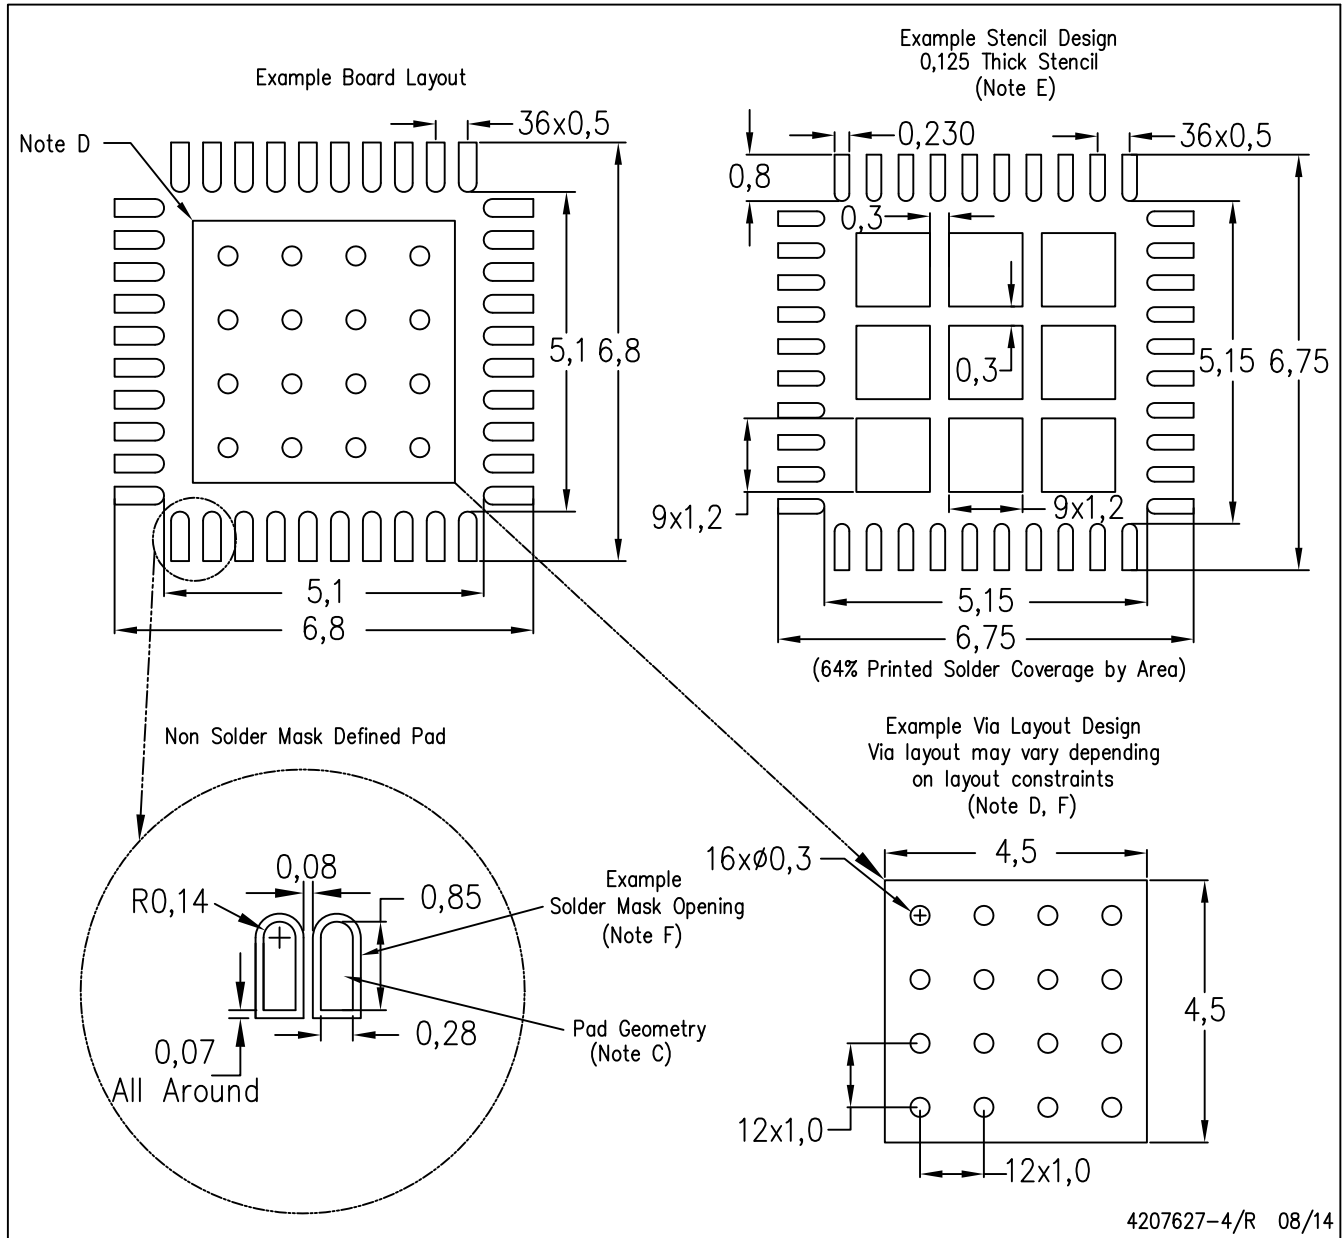 Example Board Layout
Note D
36x0,5
5,1
6,8
5,1
6,8
Example Stencil Design
0,125 Thick Stencil
(Note E)
0,230
36x0,5
0,8
0,3
0,3
5,15
6,75
9x1,2
9x1,2
5,15
6,75
(64% Printed Solder Coverage by Area)
Non Solder Mask Defined Pad
0,08
R0,14
0,85
Example
Solder Mask Opening
(Note F)
0,28
Pad Geometry
(Note C)
0,07
All Around
Example Via Layout Design
Via layout may vary depending
on layout constraints
(Note D, F)
16xø0,3
4,5
4,5
12x1,0
12x1,0
4207627-4/R 08/14